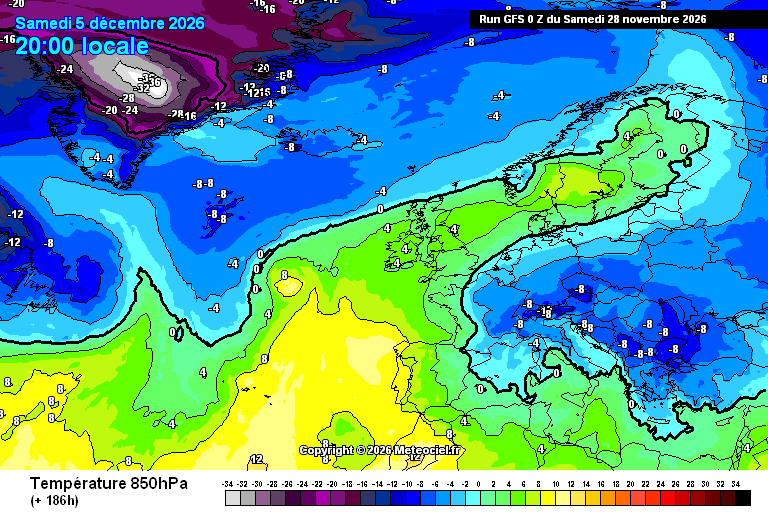 Samedi 5 décembre 2026
20:00 locale
Run GFS 0 Z du Samedi 28 novembre 2026
Copyright © 2026 Meteociel.fr
Température 850hPa
(+ 186h)
-34 -32 -30 -28 -26 -24 -22 -20 -18 -16 -14 -12 -10 -8 -6 -4 -2 0 2 4 6 8 10 12 14 16 18 20 22 24 26 28 30 32 34